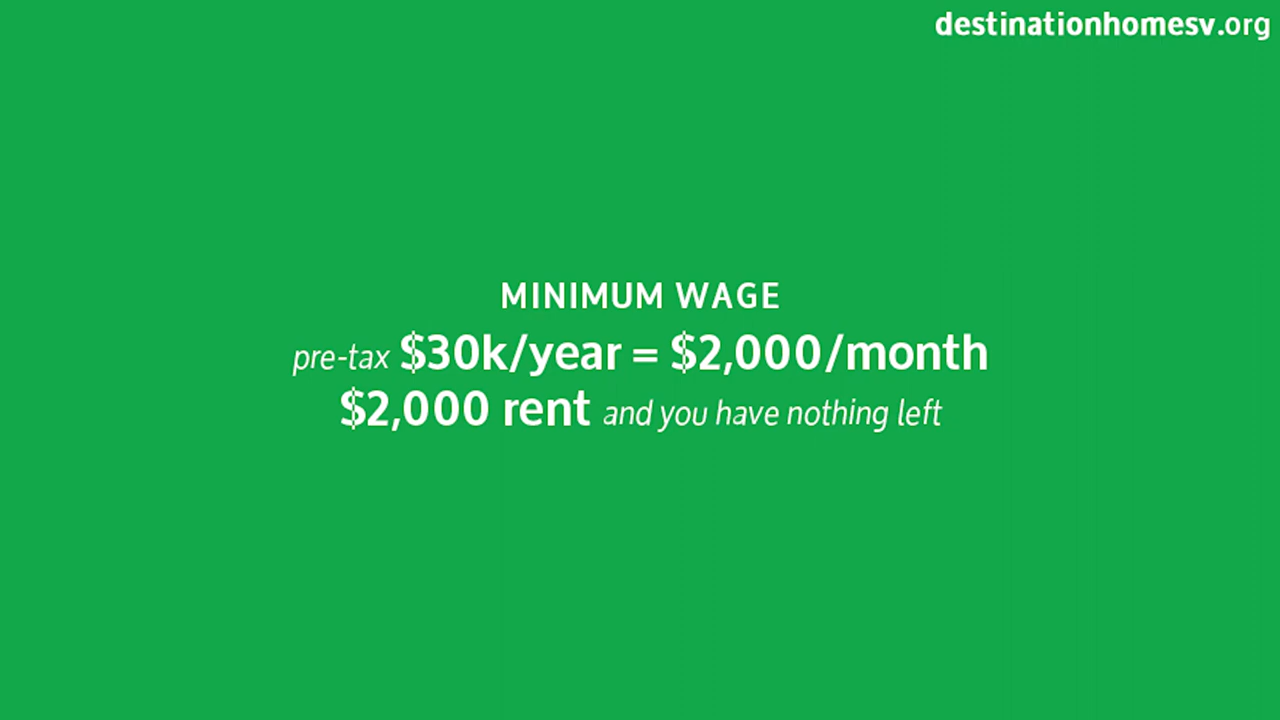 destinationhomesv.org
MINIMUM WAGE
pre-tax $30k/year = $2,000/month
$2,000 rent and you have nothing left